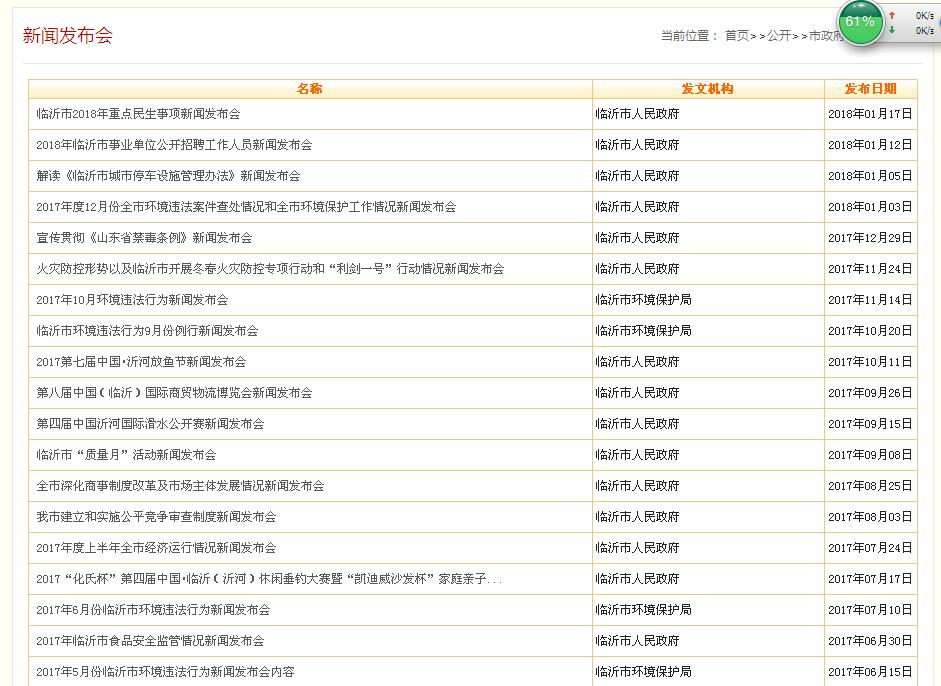 新闻发布会
当前位置： 首页>>公开>>市政府
61%
0K/s
0K/s
名称 发文机构 发布日期
临沂市2018年重点民生事项新闻发布会 临沂市人民政府 2018年01月17日
2018年临沂市事业单位公开招聘工作人员新闻发布会 临沂市人民政府 2018年01月12日
解读《临沂市城市停车设施管理办法》新闻发布会 临沂市人民政府 2018年01月05日
2017年度12月份全市环境违法案件查处情况和全市环境保护工作情况新闻发布会 临沂市人民政府 2018年01月03日
宣传贯彻《山东省禁毒条例》新闻发布会 临沂市人民政府 2017年12月29日
火灾防控形势以及临沂市开展冬春火灾防控专项行动和“利剑一号”行动情况新闻发布会 临沂市人民政府 2017年11月24日
2017年10月环境违法行为新闻发布会 临沂市环境保护局 2017年11月14日
临沂市环境违法行为9月份例行新闻发布会 临沂市环境保护局 2017年10月20日
2017第七届中国·沂河放鱼节新闻发布会 临沂市人民政府 2017年10月11日
第八届中国（临沂）国际商贸物流博览会新闻发布会 临沂市人民政府 2017年09月26日
第四届中国沂河国际滑水公开赛新闻发布会 临沂市人民政府 2017年09月15日
临沂市“质量月”活动新闻发布会 临沂市人民政府 2017年09月08日
全市深化商事制度改革及市场主体发展情况新闻发布会 临沂市人民政府 2017年08月25日
我市建立和实施公平竞争审查制度新闻发布会 临沂市人民政府 2017年08月03日
2017年度上半年全市经济运行情况新闻发布会 临沂市人民政府 2017年07月24日
2017“化氏杯”第四届中国·临沂（沂河）休闲垂钓大赛暨“凯迪威沙发杯”家庭亲子... 临沂市人民政府 2017年07月17日
2017年6月份临沂市环境违法行为新闻发布会 临沂市环境保护局 2017年07月10日
2017年临沂市食品安全监管情况新闻发布会 临沂市人民政府 2017年06月30日
2017年5月份临沂市环境违法行为新闻发布会内容 临沂市环境保护局 2017年06月15日